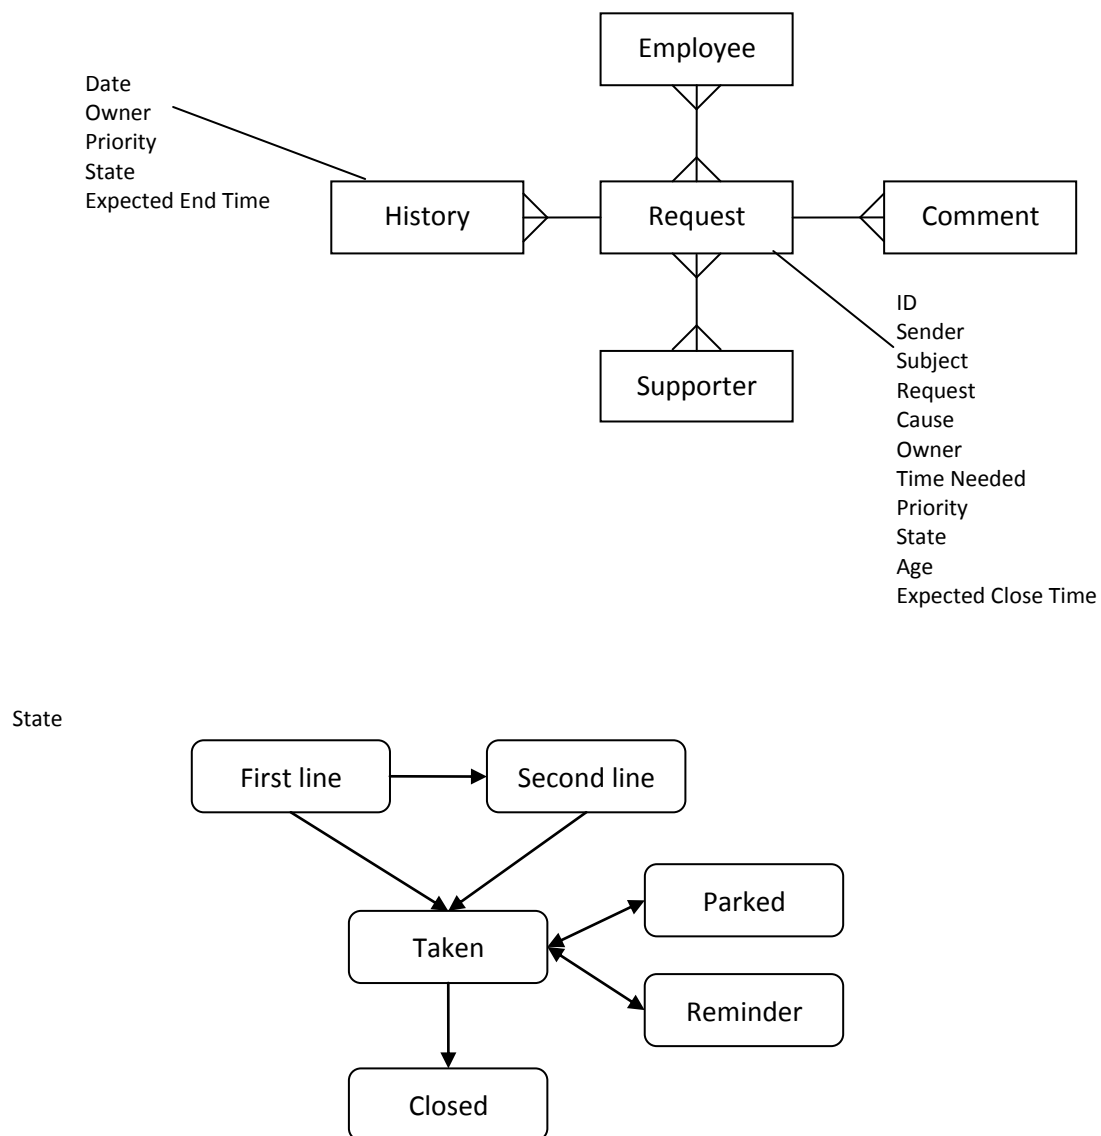 Employee
Date
Owner
Priority
State
Expected End Time
History
Request
Comment
ID
Sender
Subject
Request
Cause
Owner
Time Needed
Priority
State
Age
Expected Close Time
Supporter
State
First line
Second line
Parked
Taken
Reminder
Closed